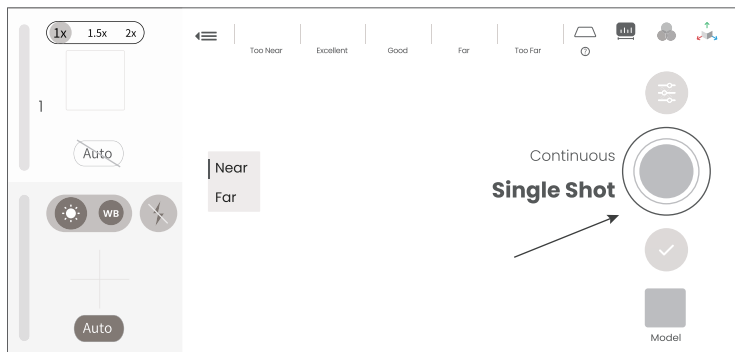 1x 1.5x 2x
1
Auto
WB
Auto
Too Near Excellent Good Far Too Far
?
Near
Far
Continuous
Single Shot
Model